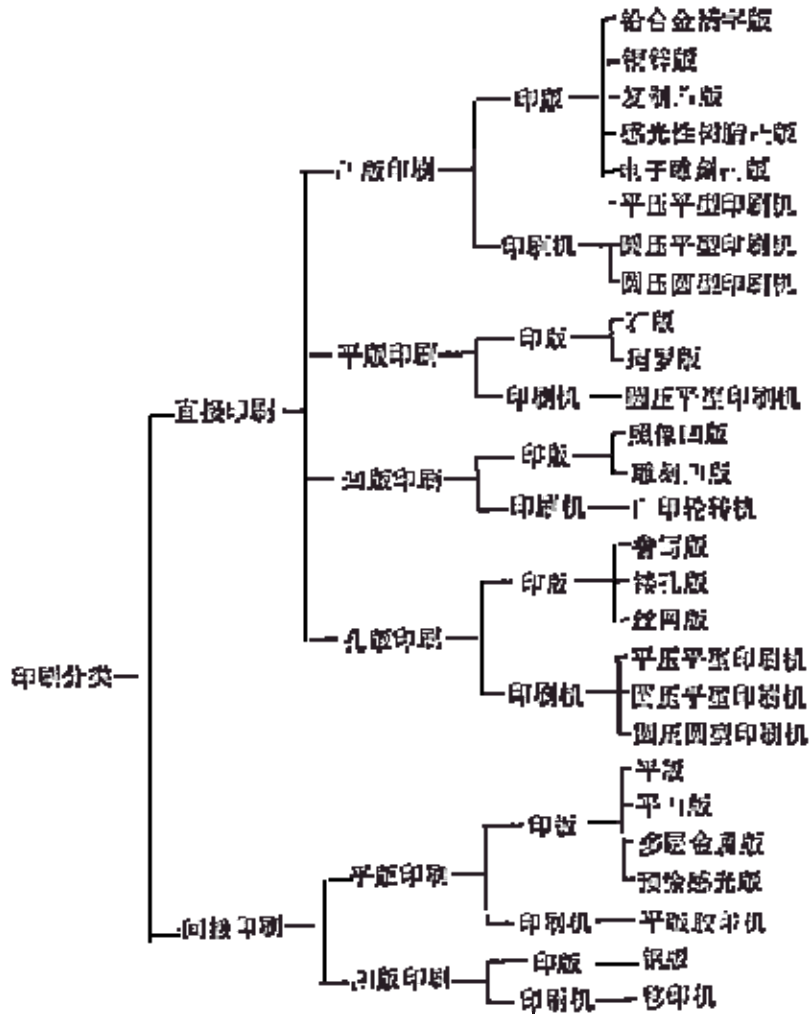 印刷分类
直接印刷
凸版印刷
印版
铅合金活字版
铜锌版
复制凸版
感光性树脂凸版
电子雕刻凸版
印刷机
平压平型印刷机
圆压平型印刷机
圆压圆型印刷机
平版印刷
印版
石版
珂罗版
印刷机
圆压平型印刷机
凹版印刷
印版
照像凹版
雕刻凹版
印刷机
凹印轮转机
孔版印刷
印版
誊写版
镂孔版
丝网版
印刷机
平压平型印刷机
圆压平型印刷机
圆压圆型印刷机
间接印刷
平版印刷
印版
平版
平凹版
多层金属版
预涂感光版
印刷机
平版胶印机
凹版印刷
印版
钢版
印刷机
移印机